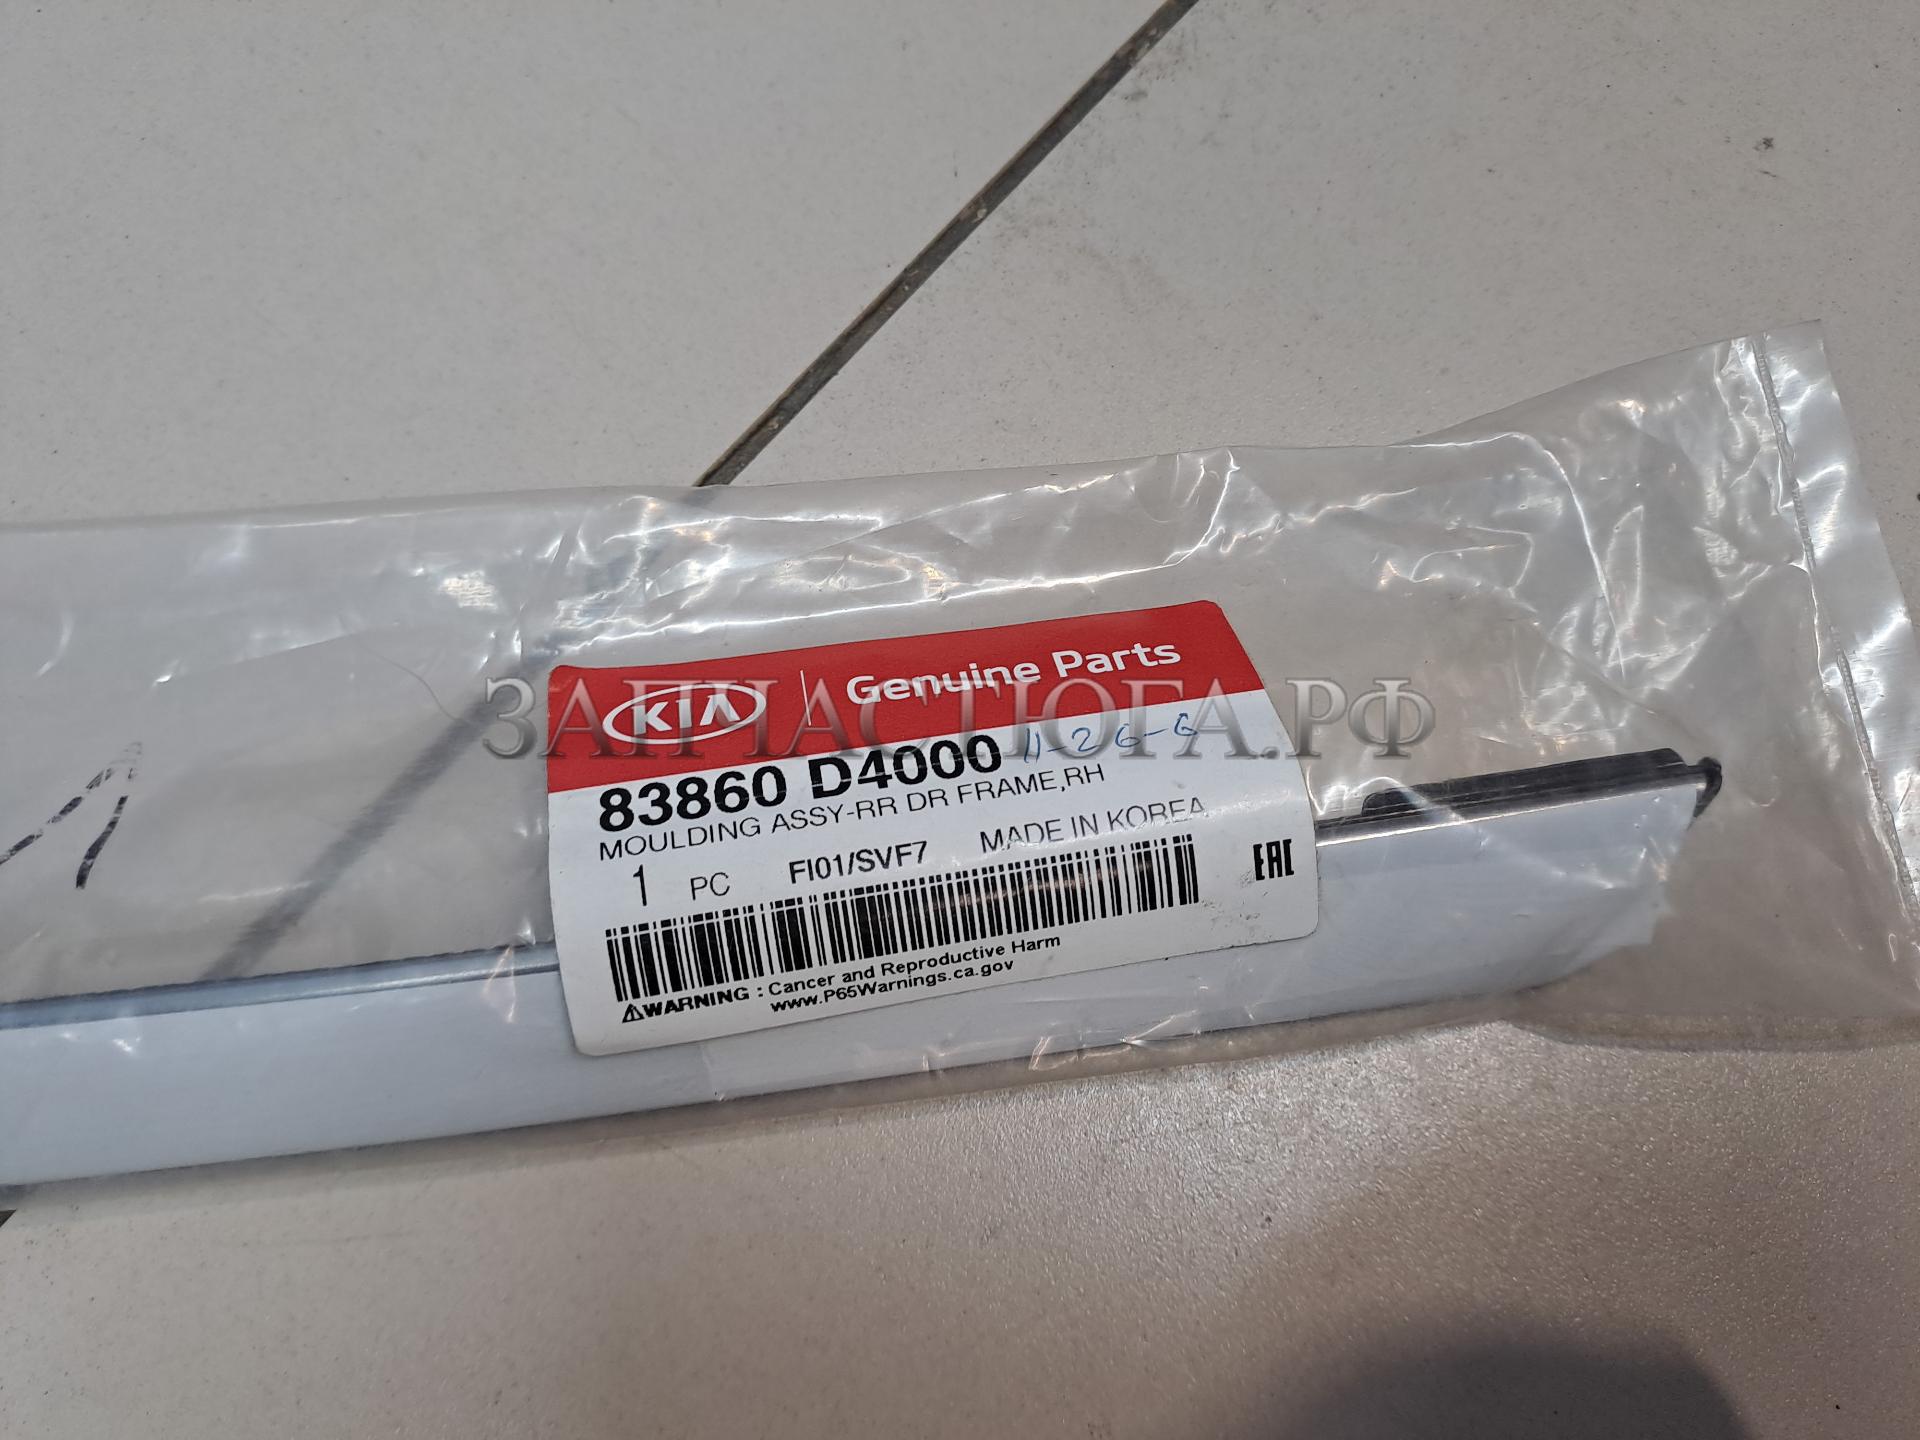 KIA Genuine Parts
ЗАПЧАСТЮГА.РФ
83860 D4000 11-26-6
MOULDING ASSY-RR DR FRAME,RH
1 PC FI01/SVF7 MADE IN KOREA
EAC
⚠WARNING : Cancer and Reproductive Harm
www.P65Warnings.ca.gov